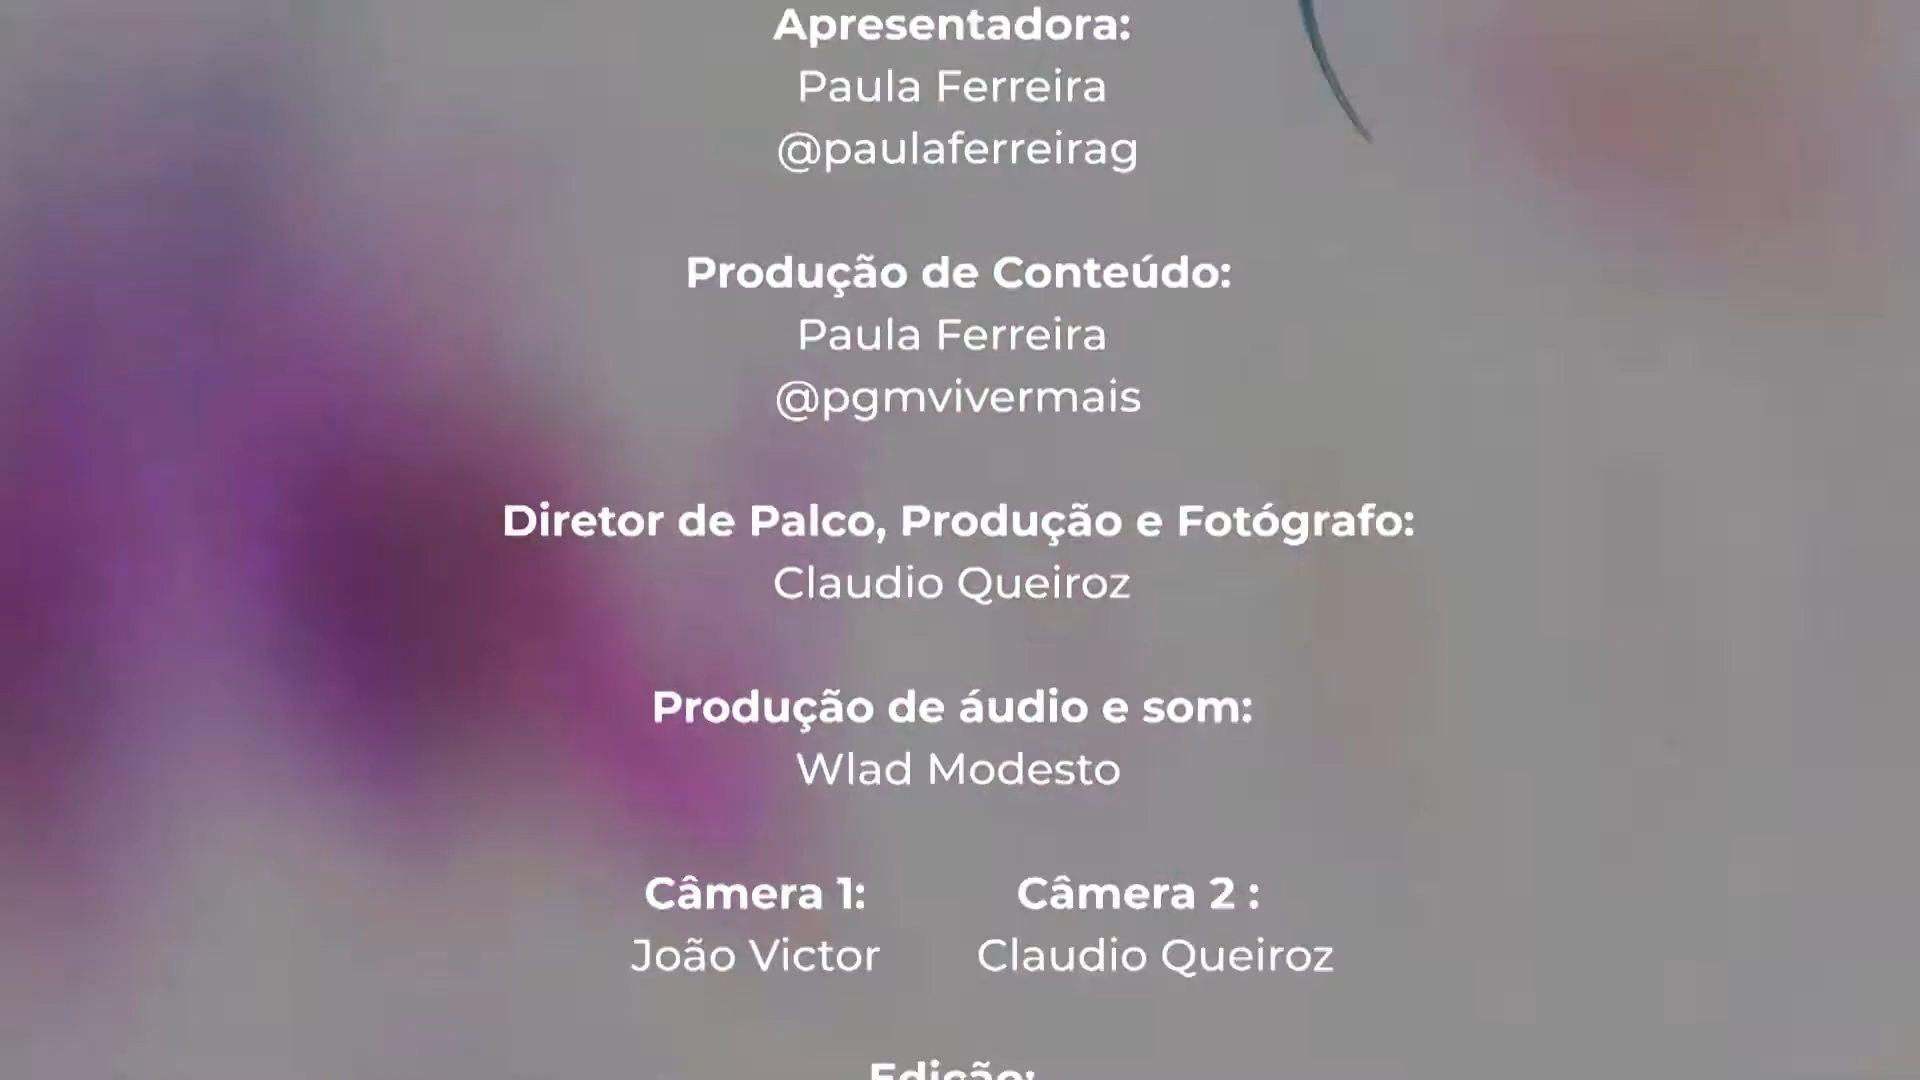 Apresentadora:
Paula Ferreira
@paulaferreirag
Produção de Conteúdo:
Paula Ferreira
@pgmvivermais
Diretor de Palco, Produção e Fotógrafo:
Claudio Queiroz
Produção de áudio e som:
Wlad Modesto
Câmera 1: Câmera 2 :
João Victor Claudio Queiroz
Edição: